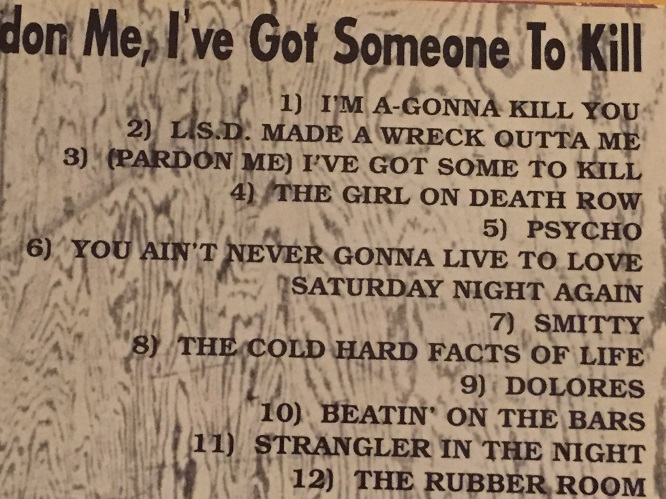 don Me, I've Got Someone To Kill
1) I'M A-GONNA KILL YOU
2) L.S.D. MADE A WRECK OUTTA ME
3) (PARDON ME) I'VE GOT SOME TO KILL
4) THE GIRL ON DEATH ROW
5) PSYCHO
6) YOU AIN'T NEVER GONNA LIVE TO LOVE
SATURDAY NIGHT AGAIN
7) SMITTY
8) THE COLD HARD FACTS OF LIFE
9) DOLORES
10) BEATIN' ON THE BARS
11) STRANGLER IN THE NIGHT
12) THE RUBBER ROOM